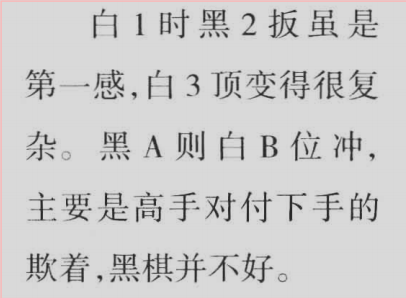 白1时黑2扳虽是
第一感,白3顶变得很复
杂。黑A则白B位冲,
主要是高手对付下手的
欺着,黑棋并不好。